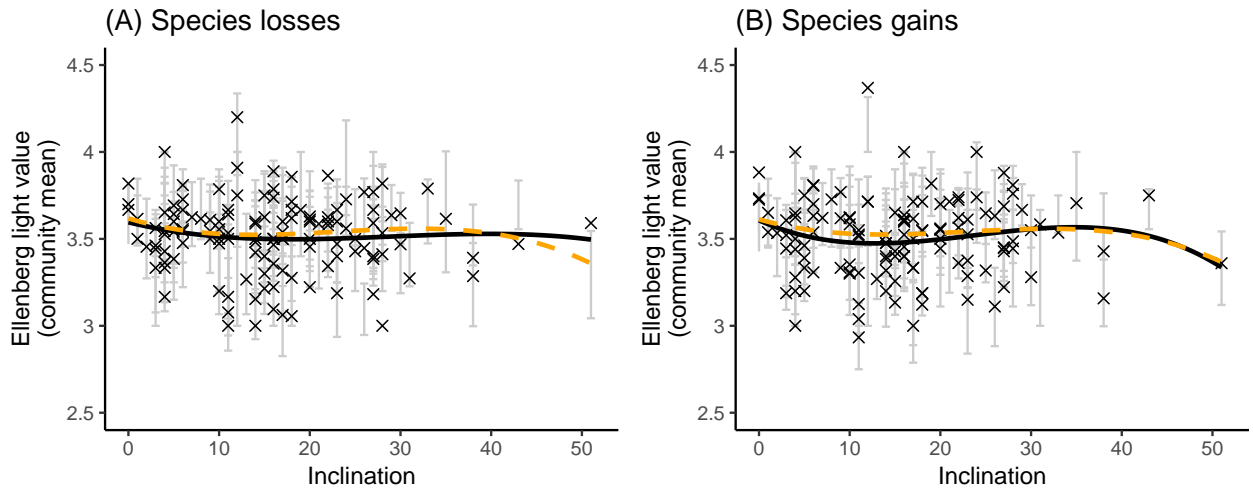 (A) Species losses
Ellenberg light value
(community mean)
4.5
4
3.5
3
2.5
0 10 20 30 40 50
Inclination
(B) Species gains
Ellenberg light value
(community mean)
4.5
4
3.5
3
2.5
0 10 20 30 40 50
Inclination